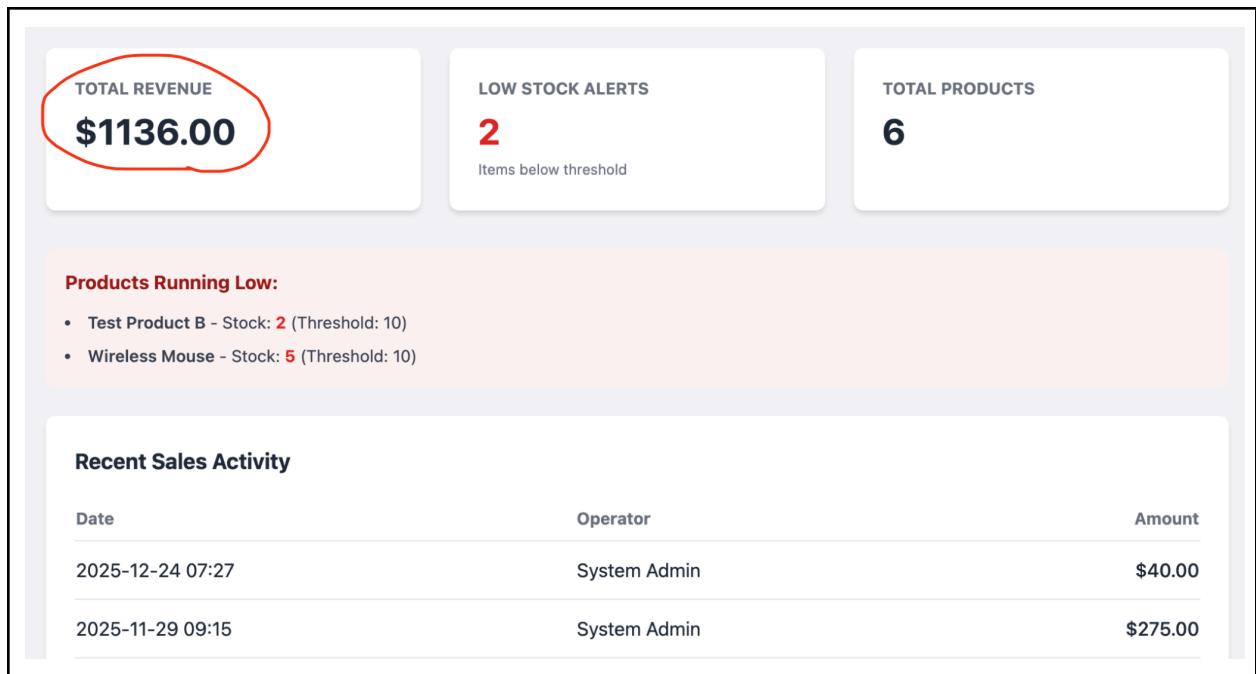 TOTAL REVENUE
$1136.00
LOW STOCK ALERTS
2
Items below threshold
TOTAL PRODUCTS
6
Products Running Low:
• Test Product B - Stock: 2 (Threshold: 10)
• Wireless Mouse - Stock: 5 (Threshold: 10)
Recent Sales Activity
Date Operator Amount
2025-12-24 07:27 System Admin $40.00
2025-11-29 09:15 System Admin $275.00